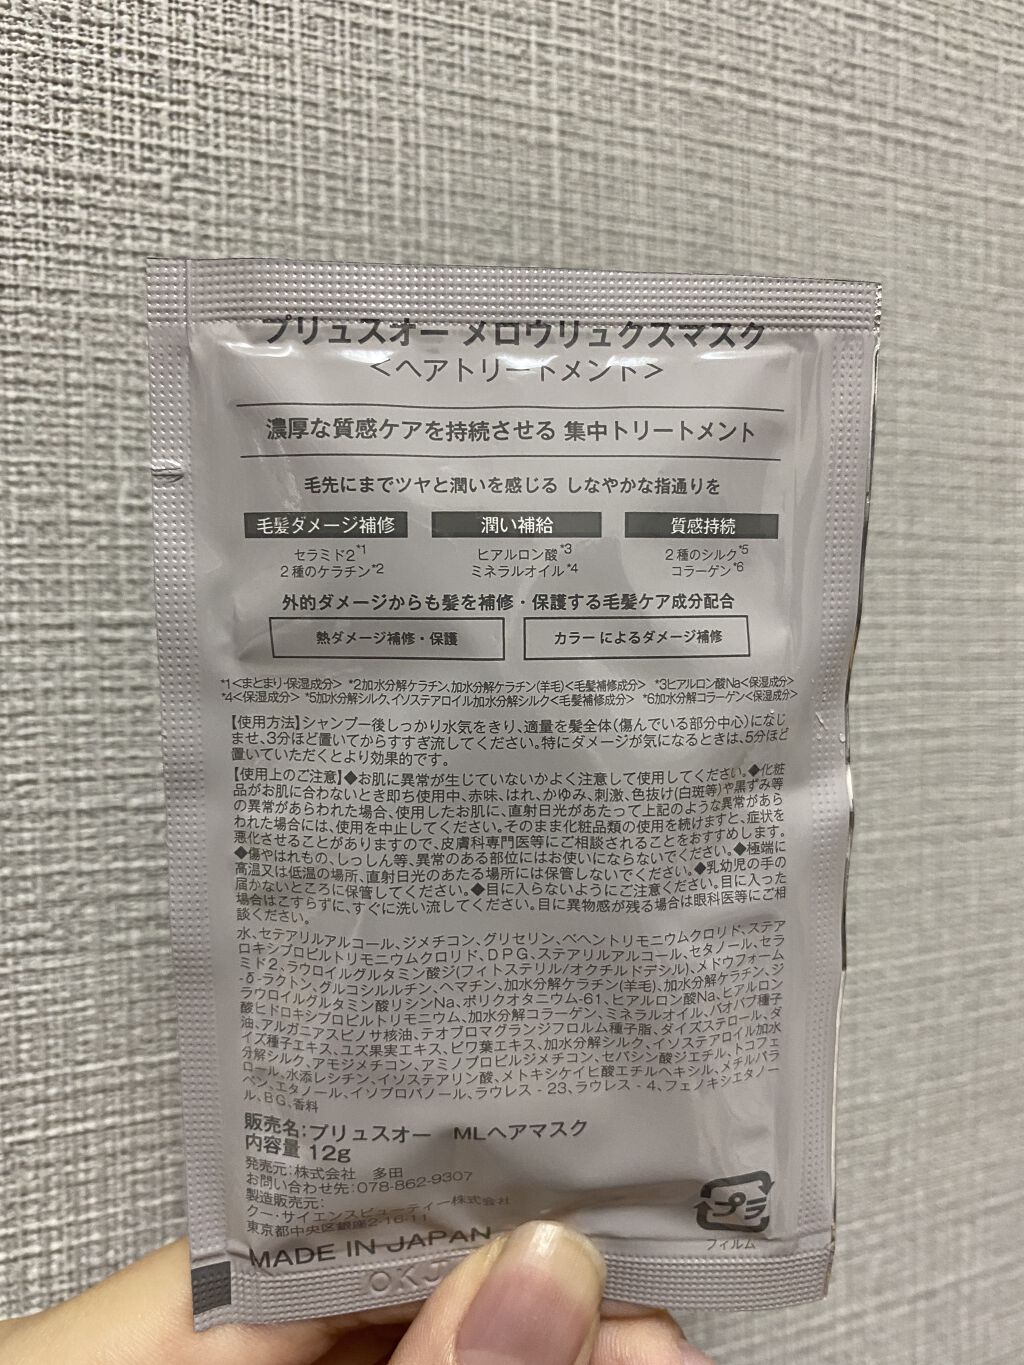 プリュスオー メロウリュクスマスク
＜ヘアトリートメント＞
濃厚な質感ケアを持続させる 集中トリートメント
毛先にまでツヤと潤いを感じる しなやかな指通りを
毛髪ダメージ補修 潤い補給 質感持続
セラミド2*1 ヒアルロン酸*3 2種のシルク*5
2種のケラチン*2 ミネラルオイル*4 コラーゲン*6
外的ダメージからも髪を補修・保護する毛髪ケア成分配合
熱ダメージ補修・保護 カラーによるダメージ補修
*1＜まとまり・保湿成分＞ *2加水分解ケラチン、加水分解ケラチン(羊毛)＜毛髪補修成分＞ *3ヒアルロン酸Na＜保湿成分＞
*4＜保湿成分＞ *5加水分解シルク、イソステアロイル加水分解シルク＜毛髪補修成分＞ *6加水分解コラーゲン＜保湿成分＞
【使用方法】シャンプー後しっかり水気をきり、適量を髪全体(傷んでいる部分中心)になじ
ませ、3分ほど置いてからすすぎ流してください。特にダメージが気になるときは、5分ほど
置いていただくとより効果的です。
【使用上のご注意】◆お肌に異常が生じていないかよく注意して使用してください。◆化粧
品がお肌に合わないとき即ち使用中、赤味、はれ、かゆみ、刺激、色抜け(白斑等)や黒ずみ等
の異常があらわれた場合、使用したお肌に、直射日光があたって上記のような異常があら
われた場合には、使用を中止してください。そのまま化粧品類の使用を続けますと、症状を
悪化させることがありますので、皮膚科専門医等にご相談されることをおすすめします。
◆傷やはれもの、しっしん等、異常のある部位にはお使いにならないでください。◆極端に
高温又は低温の場所、直射日光のあたる場所には保管しないでください。◆乳幼児の手の
届かないところに保管してください。◆目に入らないようにご注意ください。目に入った
場合はこすらずに、すぐに洗い流してください。目に異物感が残る場合は眼科医等にご相
談ください。
水、セテアリルアルコール、ジメチコン、グリセリン、ベヘントリモニウムクロリド、ステア
ロキシプロピルトリモニウムクロリド、DPG、ステアリルアルコール、セタノール、セラ
ミド2、ラウロイルグルタミン酸ジ(フィトステリル/オクチルドデシル)、メドウフォーム
-δ-ラクトン、グルコシルルチン、ヘマチン、加水分解ケラチン(羊毛)、加水分解ケラチン、ジ
ラウロイルグルタミン酸リシンNa、ポリクオタニウム-61、ヒアルロン酸Na、ヒアルロン
酸ヒドロキシプロピルトリモニウム、加水分解コラーゲン、ミネラルオイル、バオバブ種子
油、アルガニアスピノサ核油、テオブロマグランジフロルム種子脂、ダイズステロール、ダ
イズ種子エキス、ユズ果実エキス、ビワ葉エキス、加水分解シルク、イソステアロイル加水
分解シルク、アモジメチコン、アミノプロピルジメチコン、セバシン酸ジエチル、トコフェ
ロール、水添レシチン、イソステアリン酸、メトキシケイヒ酸エチルヘキシル、メチルパラ
ベン、エタノール、イソプロパノール、ラウレス - 23、ラウレス - 4、フェノキシエタノー
ル、BG、香料
販売名：プリュスオー MLヘアマスク
内容量 12g
発売元：株式会社 多田
お問い合わせ先：078-862-9307
製造販売元：
クー・サイエンスビューティー株式会社
東京都中央区銀座2-16-11
MADE IN JAPAN
プラ
フィルム